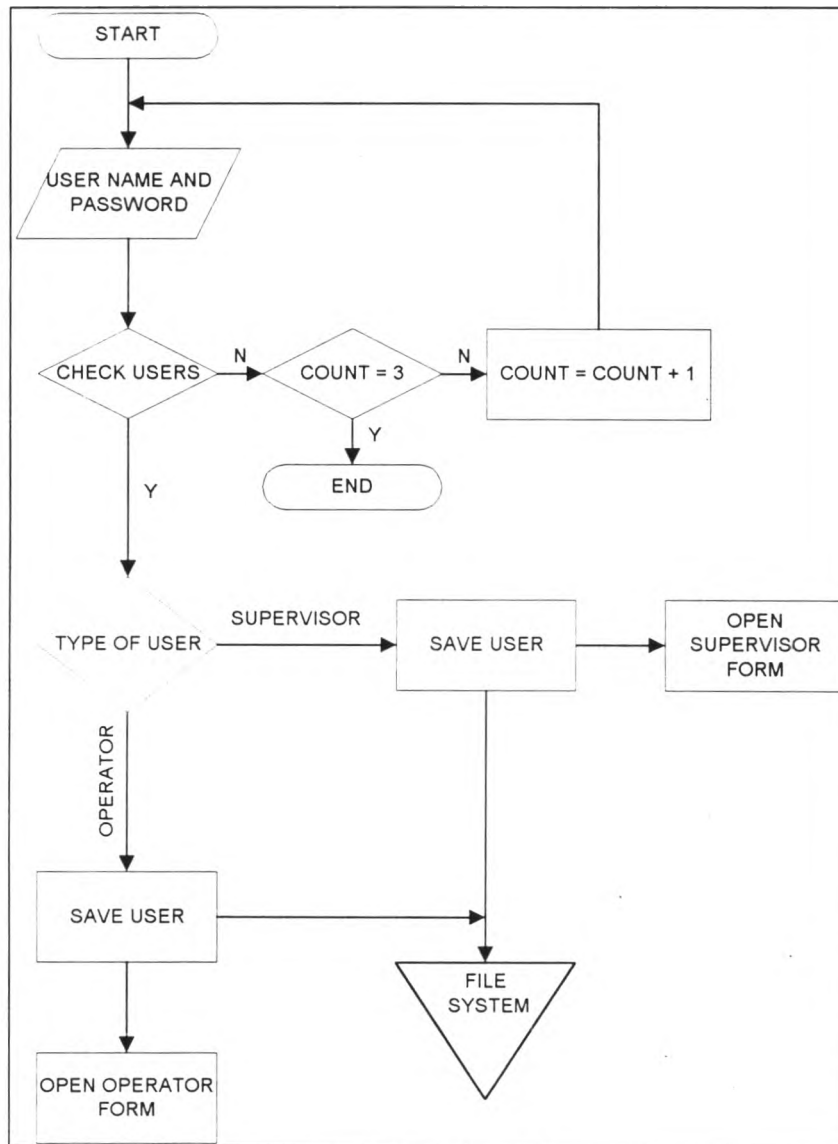 START
USER NAME AND
PASSWORD
CHECK USERS
N
COUNT = 3
N
COUNT = COUNT + 1
Y
Y
END
TYPE OF USER
SUPERVISOR
SAVE USER
OPEN
SUPERVISOR
FORM
OPERATOR
SAVE USER
FILE
SYSTEM
OPEN OPERATOR
FORM